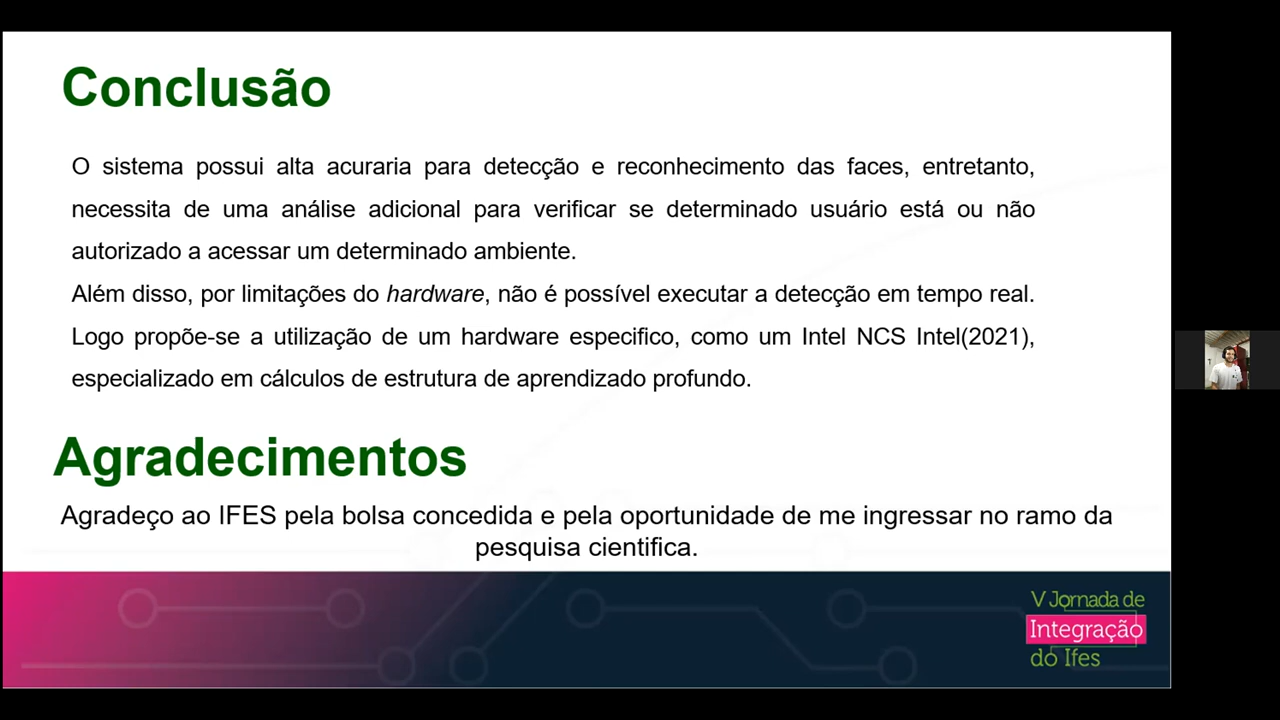 Conclusão
O sistema possui alta acuraria para detecção e reconhecimento das faces, entretanto,
necessita de uma análise adicional para verificar se determinado usuário está ou não
autorizado a acessar um determinado ambiente.
Além disso, por limitações do hardware, não é possível executar a detecção em tempo real.
Logo propõe-se a utilização de um hardware especifico, como um Intel NCS Intel(2021),
especializado em cálculos de estrutura de aprendizado profundo.
Agradecimentos
Agradeço ao IFES pela bolsa concedida e pela oportunidade de me ingressar no ramo da
pesquisa cientifica.
V Jornada de
Integração
do Ifes